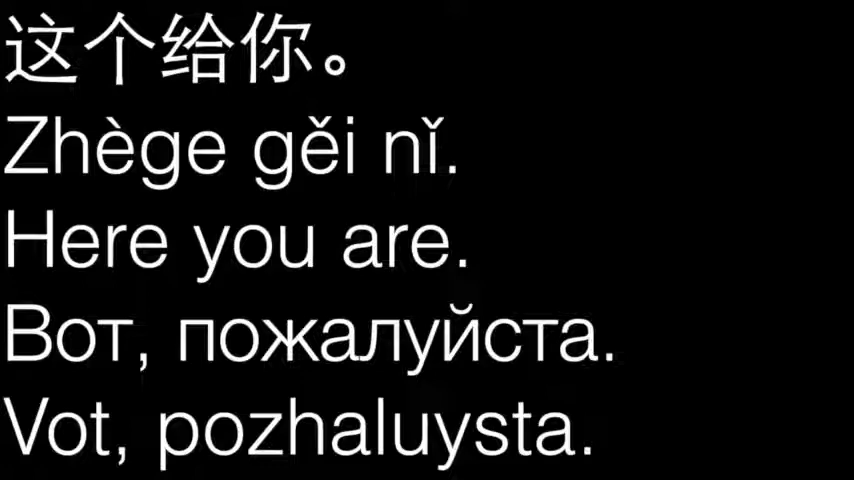 这个给你。
Zhège gěi nǐ.
Here you are.
Вот, пожалуйста.
Vot, pozhaluysta.